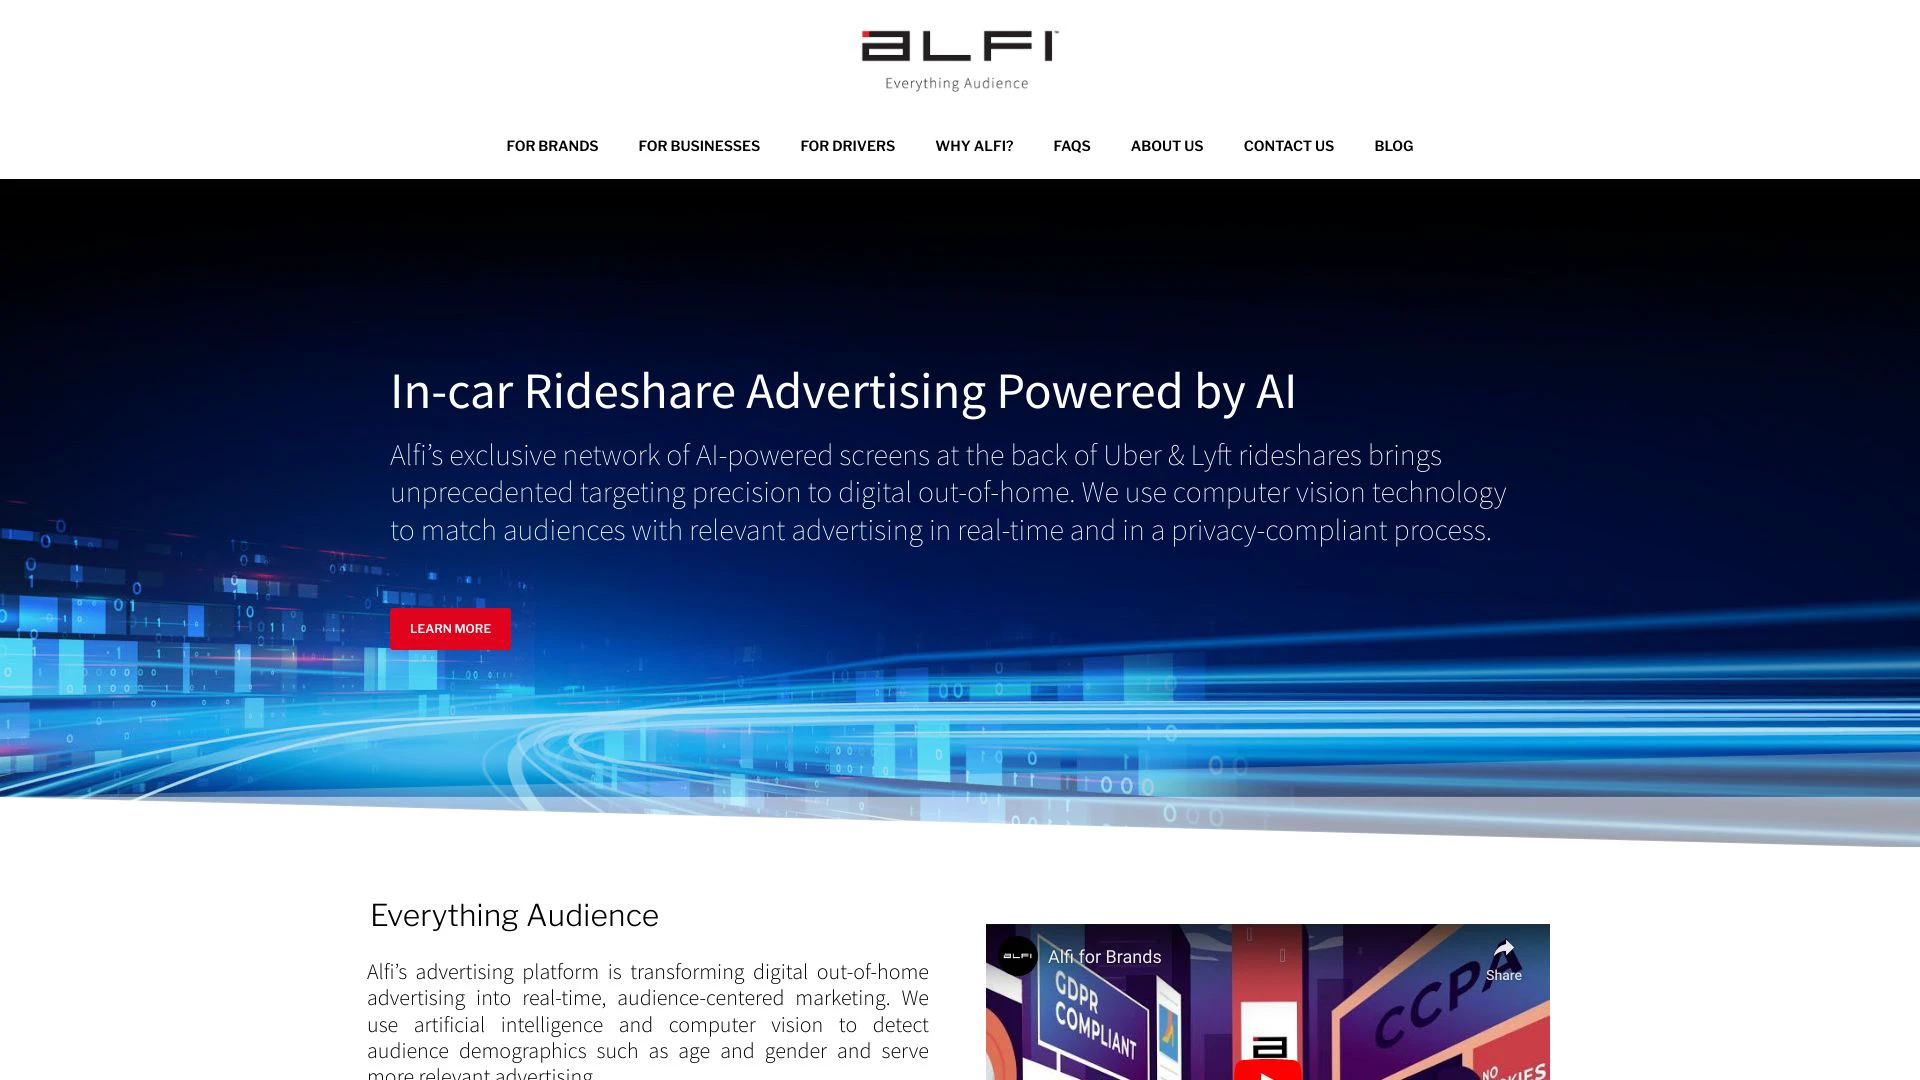 ALFI™
Everything Audience
FOR BRANDS FOR BUSINESSES FOR DRIVERS WHY ALFI? FAQS ABOUT US CONTACT US BLOG
In-car Rideshare Advertising Powered by AI
Alfi’s exclusive network of AI-powered screens at the back of Uber & Lyft rideshares brings
unprecedented targeting precision to digital out-of-home. We use computer vision technology
to match audiences with relevant advertising in real-time and in a privacy-compliant process.
LEARN MORE
Everything Audience
Alfi’s advertising platform is transforming digital out-of-home
advertising into real-time, audience-centered marketing. We
use artificial intelligence and computer vision to detect
audience demographics such as age and gender and serve
more relevant advertising.
ALFI
Alfi for Brands
Share
GDPR
COMPLIANT
CCPA
NO